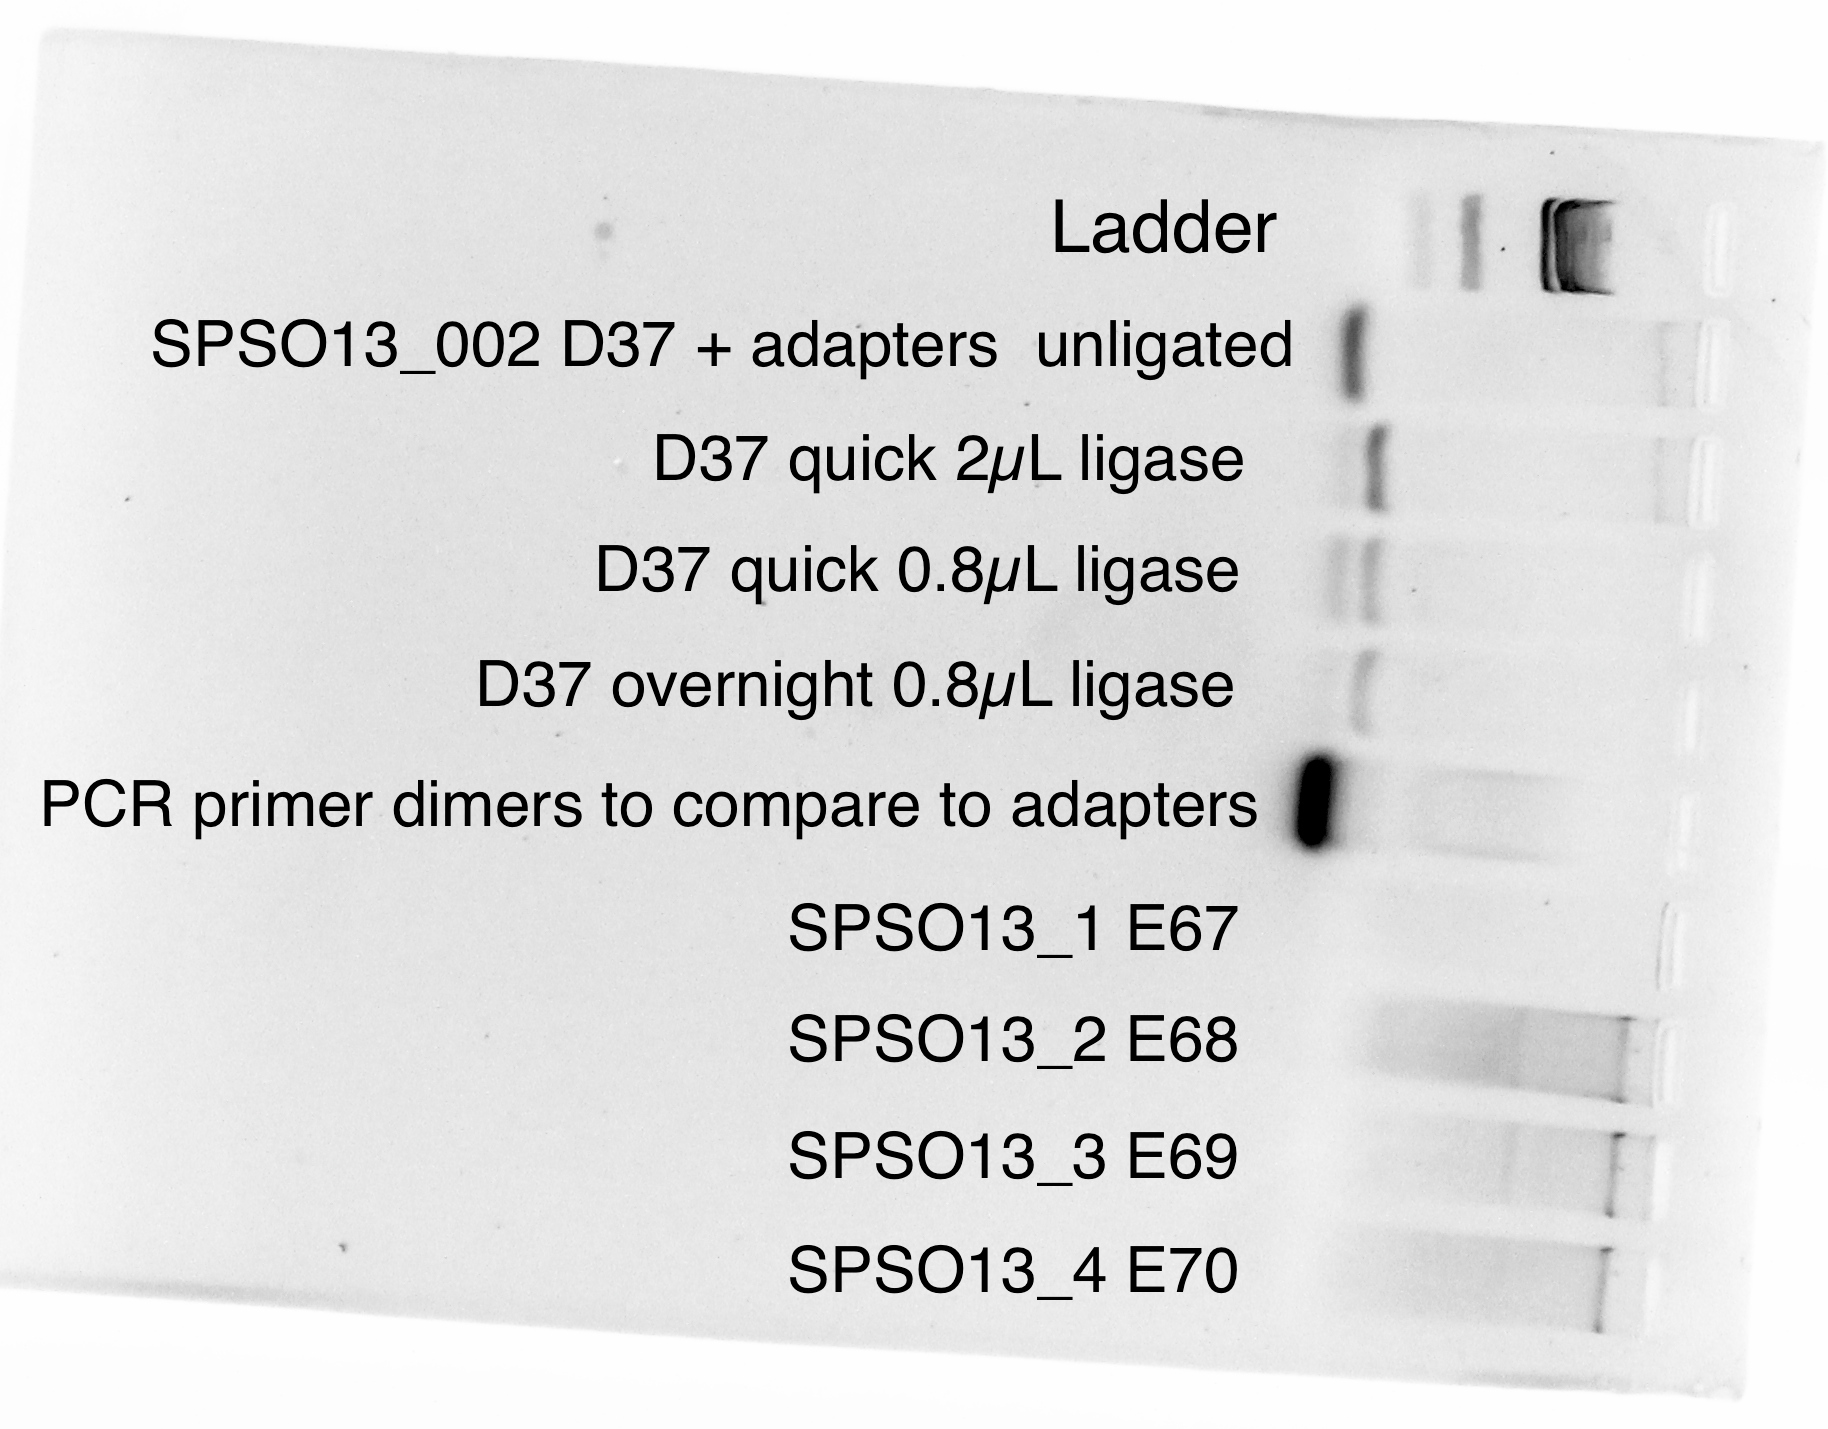 Ladder
SPSO13_002 D37 + adapters unligated
D37 quick 2µL ligase
D37 quick 0.8µL ligase
D37 overnight 0.8µL ligase
PCR primer dimers to compare to adapters
SPSO13_1 E67
SPSO13_2 E68
SPSO13_3 E69
SPSO13_4 E70